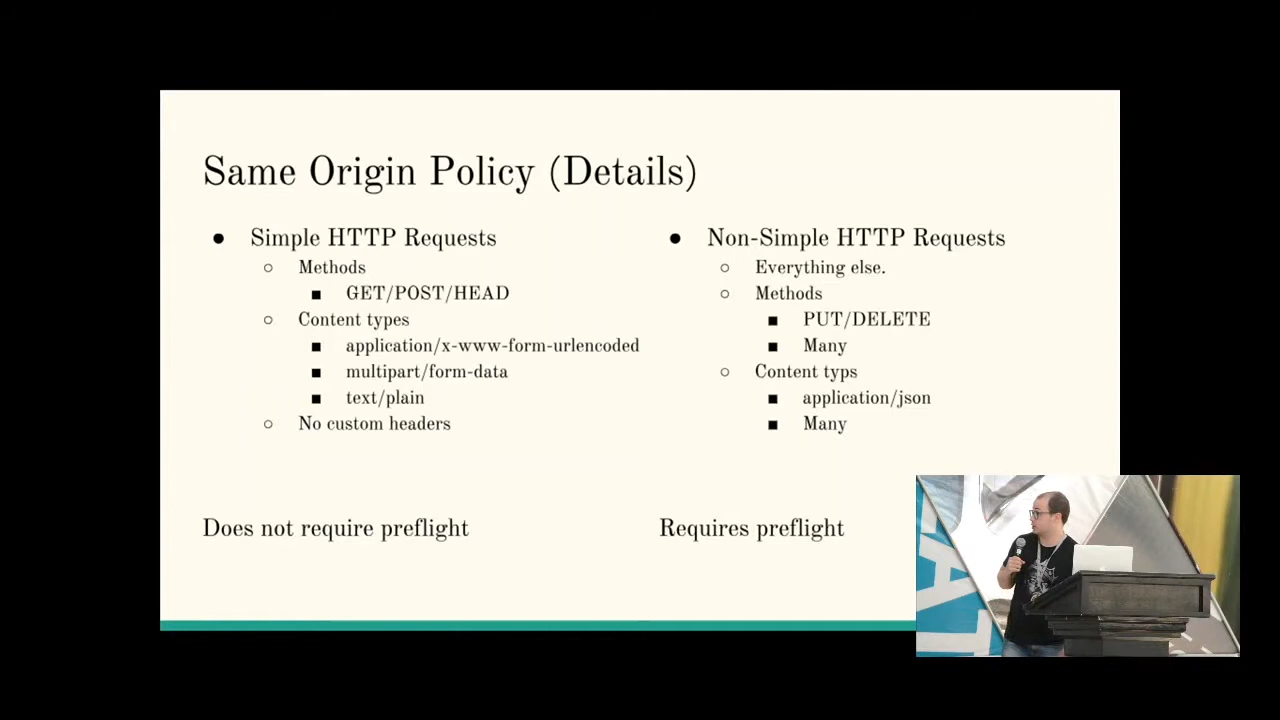 Same Origin Policy (Details)
● Simple HTTP Requests
○ Methods
■ GET/POST/HEAD
○ Content types
■ application/x-www-form-urlencoded
■ multipart/form-data
■ text/plain
○ No custom headers
Does not require preflight
● Non-Simple HTTP Requests
○ Everything else.
○ Methods
■ PUT/DELETE
■ Many
○ Content typs
■ application/json
■ Many
Requires preflight